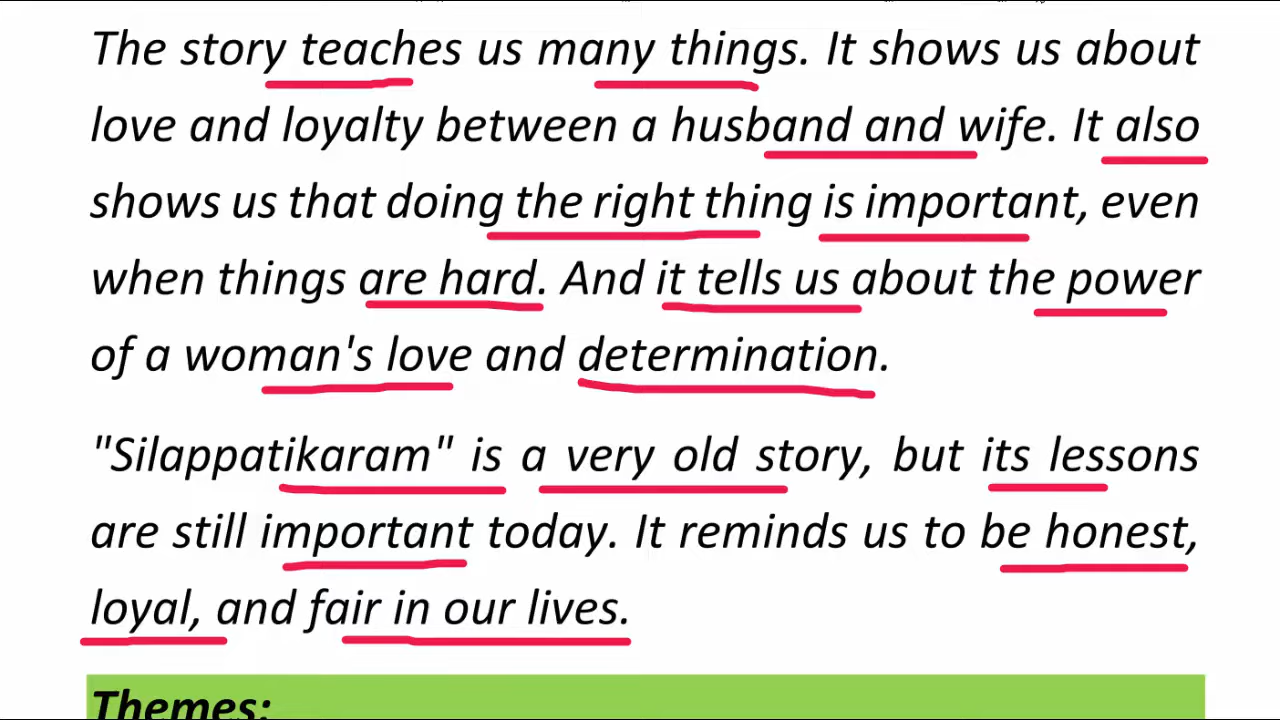 The story teaches us many things. It shows us about
love and loyalty between a husband and wife. It also
shows us that doing the right thing is important, even
when things are hard. And it tells us about the power
of a woman's love and determination.
"Silappatikaram" is a very old story, but its lessons
are still important today. It reminds us to be honest,
loyal, and fair in our lives.
Themes: